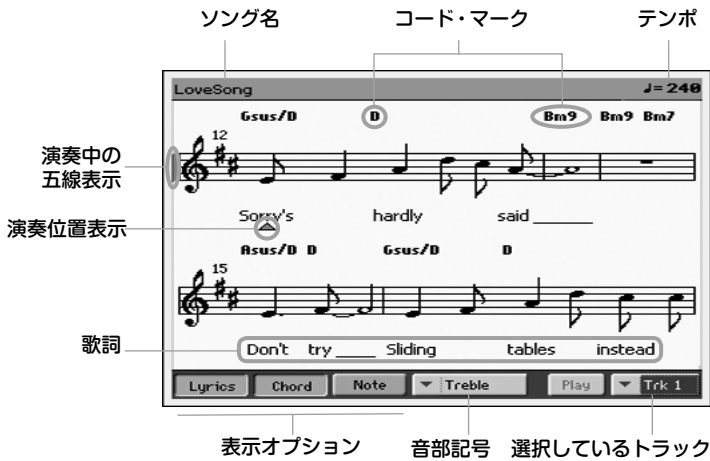 ソング名 コード・マーク テンポ
LoveSong ♩= 240
Gsus/D D Bm9 Bm9 Bm7
12
演奏中の
五線表示
Sorry's hardly said ______
演奏位置表示
Asus/D D Gsus/D D
15
歌詞
Don't try ____ Sliding tables instead
Lyrics Chord Note Treble Play Trk 1
表示オプション 音部記号 選択しているトラック